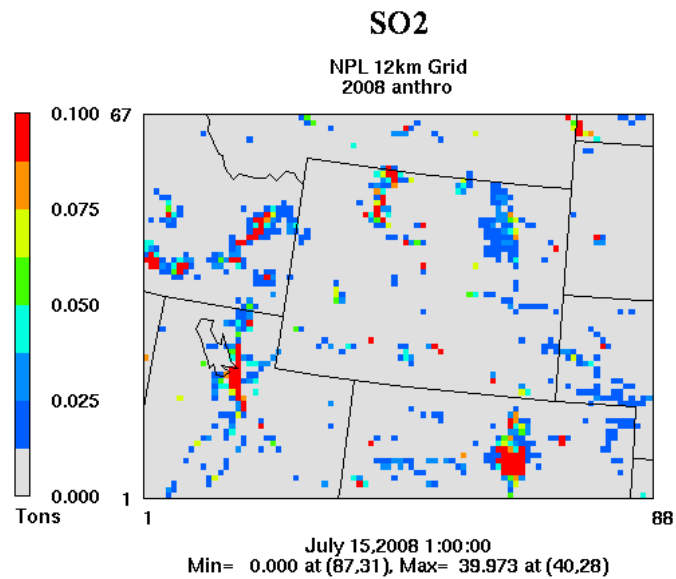 SO2
NPL 12km Grid
2008 anthro
0.100
67
0.075
0.050
0.025
0.000
1
Tons
1
88
July 15,2008 1:00:00
Min= 0.000 at (87,31), Max= 39.973 at (40,28)